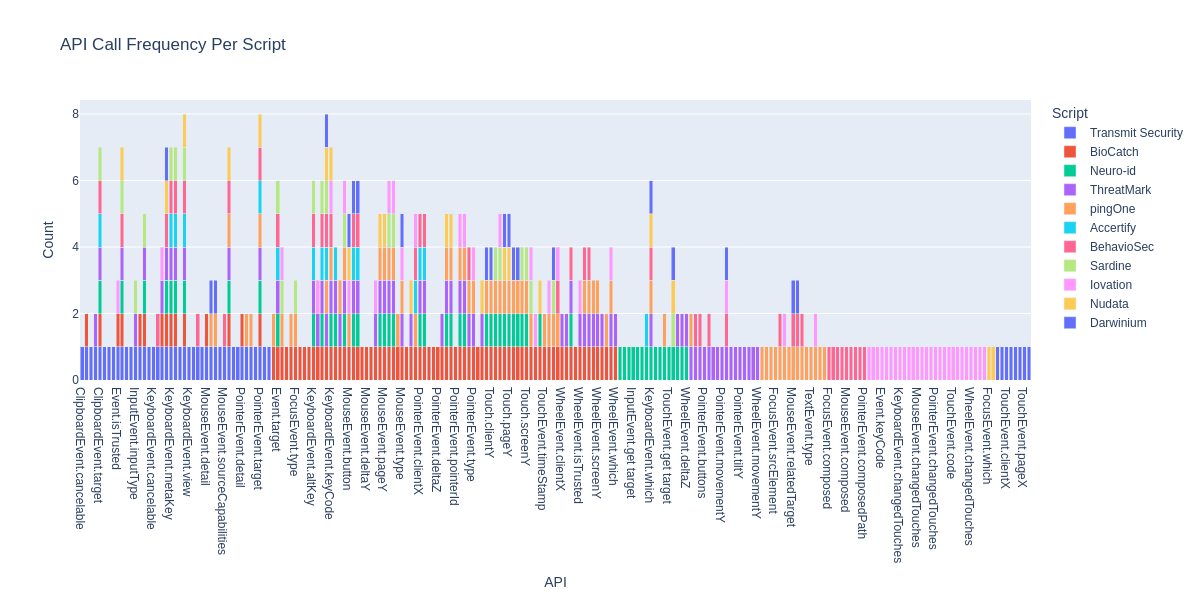 API Call Frequency Per Script
Script
Transmit Security
BioCatch
Neuro-id
ThreatMark
pingOne
Accertify
BehavioSec
Sardine
Iovation
Nudata
Darwinium
Count
8
6
4
2
0
ClipboardEvent.cancelable
ClipboardEvent.target
Event.isTrusted
InputEvent.inputType
KeyboardEvent.cancelable
KeyboardEvent.metaKey
KeyboardEvent.view
MouseEvent.detail
MouseEvent.sourceCapabilities
PointerEvent.detail
PointerEvent.target
Event.target
FocusEvent.type
KeyboardEvent.altKey
KeyboardEvent.keyCode
MouseEvent.button
MouseEvent.deltaY
MouseEvent.pageY
MouseEvent.type
PointerEvent.clientX
PointerEvent.deltaZ
PointerEvent.pointerId
PointerEvent.type
Touch.clientY
Touch.pageY
Touch.screenY
TouchEvent.timeStamp
WheelEvent.clientX
WheelEvent.isTrusted
WheelEvent.screenY
WheelEvent.which
InputEvent.get target
KeyboardEvent.which
TouchEvent.get target
WheelEvent.deltaZ
PointerEvent.buttons
PointerEvent.movementY
PointerEvent.tiltY
WheelEvent.movementY
FocusEvent.srcElement
MouseEvent.relatedTarget
TextEvent.type
FocusEvent.composed
MouseEvent.composed
PointerEvent.composedPath
Event.keyCode
KeyboardEvent.changedTouches
MouseEvent.changedTouches
PointerEvent.changedTouches
TouchEvent.code
WheelEvent.changedTouches
FocusEvent.which
TouchEvent.clientX
TouchEvent.pageX
API